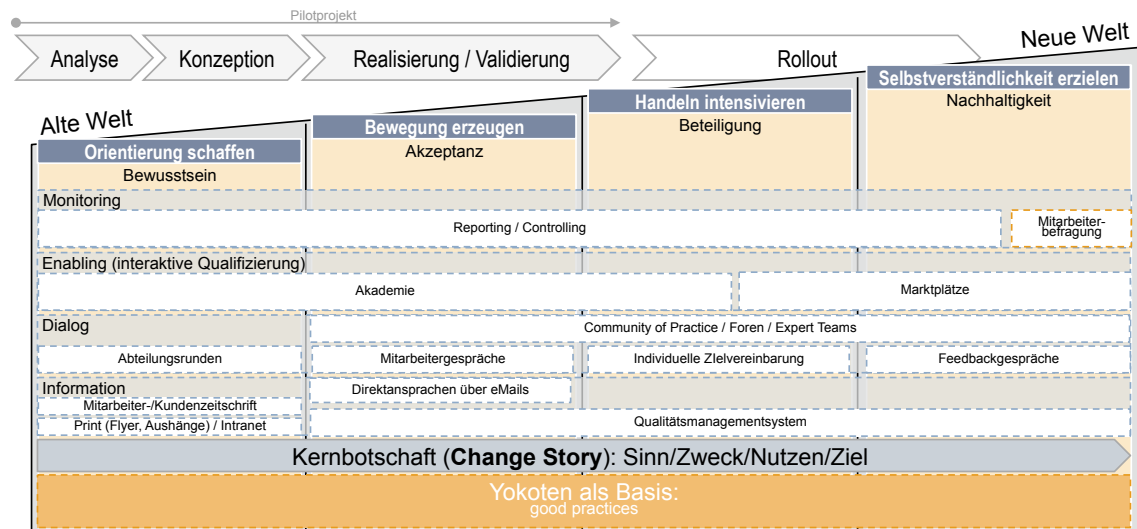 Pilotprojekt
Neue Welt
Analyse
Konzeption
Realisierung / Validierung
Rollout
Selbstverständlichkeit erzielen
Nachhaltigkeit
Handeln intensivieren
Beteiligung
Alte Welt
Bewegung erzeugen
Akzeptanz
Orientierung schaffen
Bewusstsein
Monitoring
Reporting / Controlling
Mitarbeiter-
befragung
Enabling (interaktive Qualifizierung)
Akademie
Marktplätze
Dialog
Community of Practice / Foren / Expert Teams
Abteilungsrunden
Mitarbeitergespräche
Individuelle ZIelvereinbarung
Feedbackgespräche
Information
Direktansprachen über eMails
Mitarbeiter-/Kundenzeitschrift
Print (Flyer, Aushänge) / Intranet
Qualitätsmanagementsystem
Kernbotschaft (Change Story): Sinn/Zweck/Nutzen/Ziel
Yokoten als Basis:
good practices